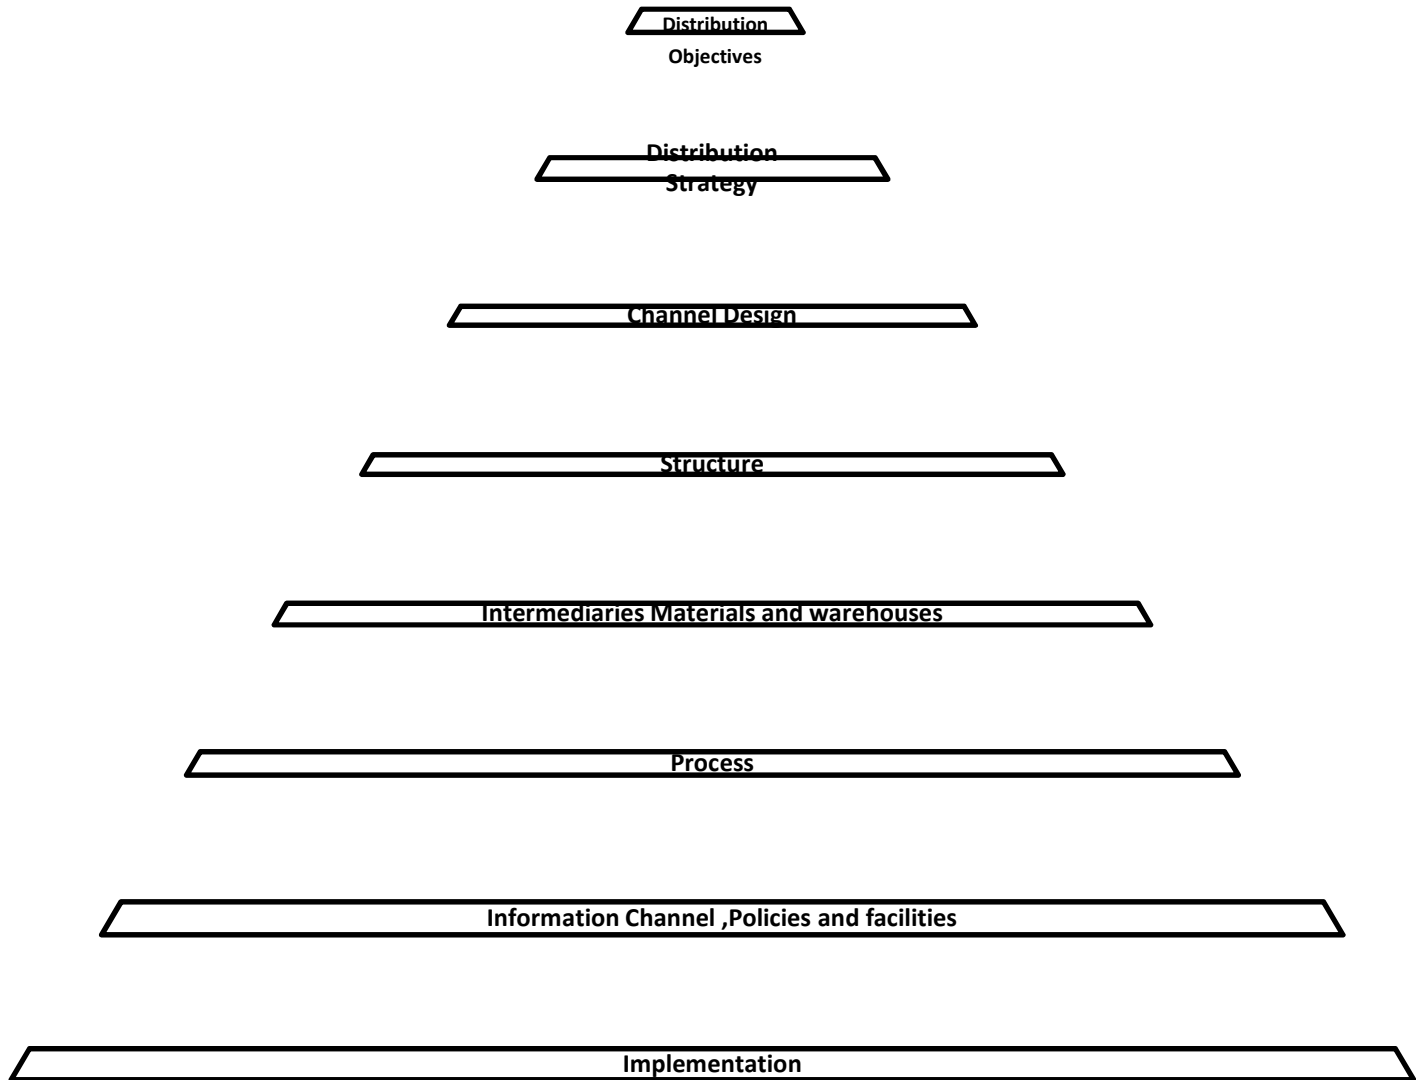 Distribution
Objectives
Distribution
Strategy
Channel Design
Structure
Intermediaries Materials and warehouses
Process
Information Channel ,Policies and facilities
Implementation